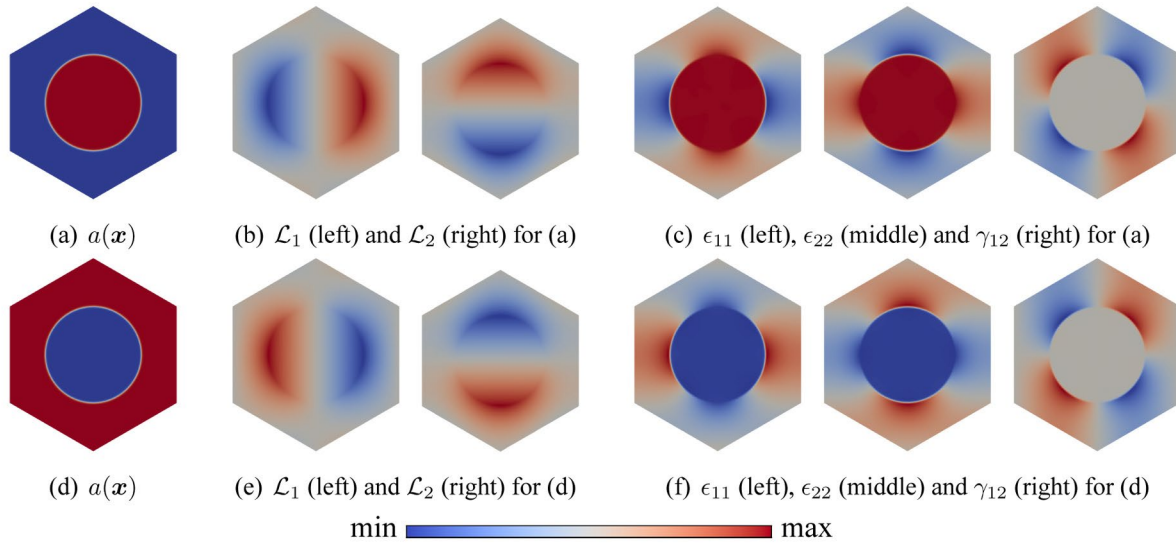 (a) a(𝒙)
(b) ℒ₁ (left) and ℒ₂ (right) for (a)
(c) ϵ₁₁ (left), ϵ₂₂ (middle) and γ₁₂ (right) for (a)
(d) a(𝒙)
(e) ℒ₁ (left) and ℒ₂ (right) for (d)
(f) ϵ₁₁ (left), ϵ₂₂ (middle) and γ₁₂ (right) for (d)
min max